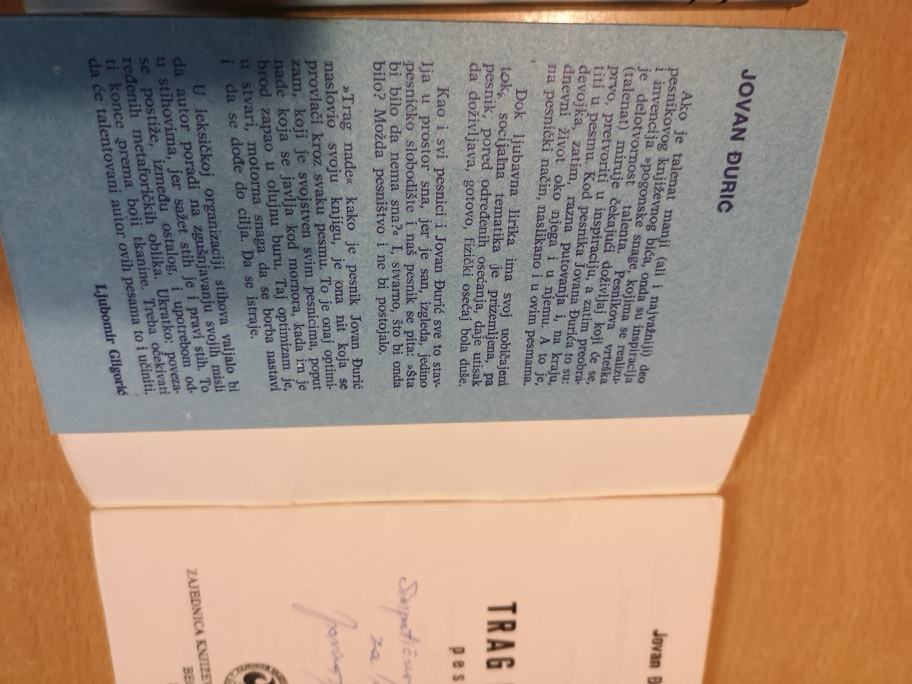 JOVAN ĐURIĆ
Ako je talenat manji (ali i najvažniji) deo
pesnikovog književnog bića, onda su inspiracija
i invencija »pogonske snage« kojima se realizu-
je delotvornost talenta. Pesnikova vrteška
(talenat) miruje čekajući doživljaj koji će se,
prvo, pretvoriti u inspiraciju, a zatim preobra-
titi u pesmu. Kod pesnika Jovana Đurića to su:
devojka, zatim, razna putovanja i, na kraju,
dnevni život oko njega i u njemu. A to je,
na pesnički način, naslikano i u ovim pesmama.
Dok ljubavna lirika ima svoj uobičajeni
tok, socijalna tematika je prizemljena, pa
pesnik, pored određenih osećanja, daje utisak
da doživljava, gotovo, fizički osećaj bola duše.
Kao i svi pesnici i Jovan Đurić sve to stav-
lja u prostor sna, jer je san, izgleda, jedino
pesničko slobodište i naš pesnik se pita: »Šta
bi bilo da nema sna?« I, stvarno, što bi onda
bilo? Možda pesništvo i ne bi postojalo.
»Trag nade« kako je pesnik Jovan Đurić
naslovio svoju knjigu, je ona nit koja se
provlači kroz svaku pesmu. To je onaj optimi-
zam, koji je svojstven svim pesnicima, poput
nade koja se javlja kod mornora, kada im je
brod zapao u olujnu buru. Taj optimizam je,
u stvari, motorna snaga da se borba nastavi
i da se dođe do cilja. Da se istraje.
U leksičkoj organizaciji stihova valjalo bi
da autor poradi na zgušnjavanju svojih misli
u stihovima, jer sažet stih je i pravi stih. To
se postiže, između ostalog, i upotrebom od-
ređenih metaforičkih oblika. Ukratko: poveza-
ti konce prema boji tkanine. Treba očekivati
da će talentovani autor ovih pesama to i učiniti.
Ljubomir Gligorić
Jovan Đ
TRAG
pes
za
ZAJEDNICA KNJIŽEV
BE